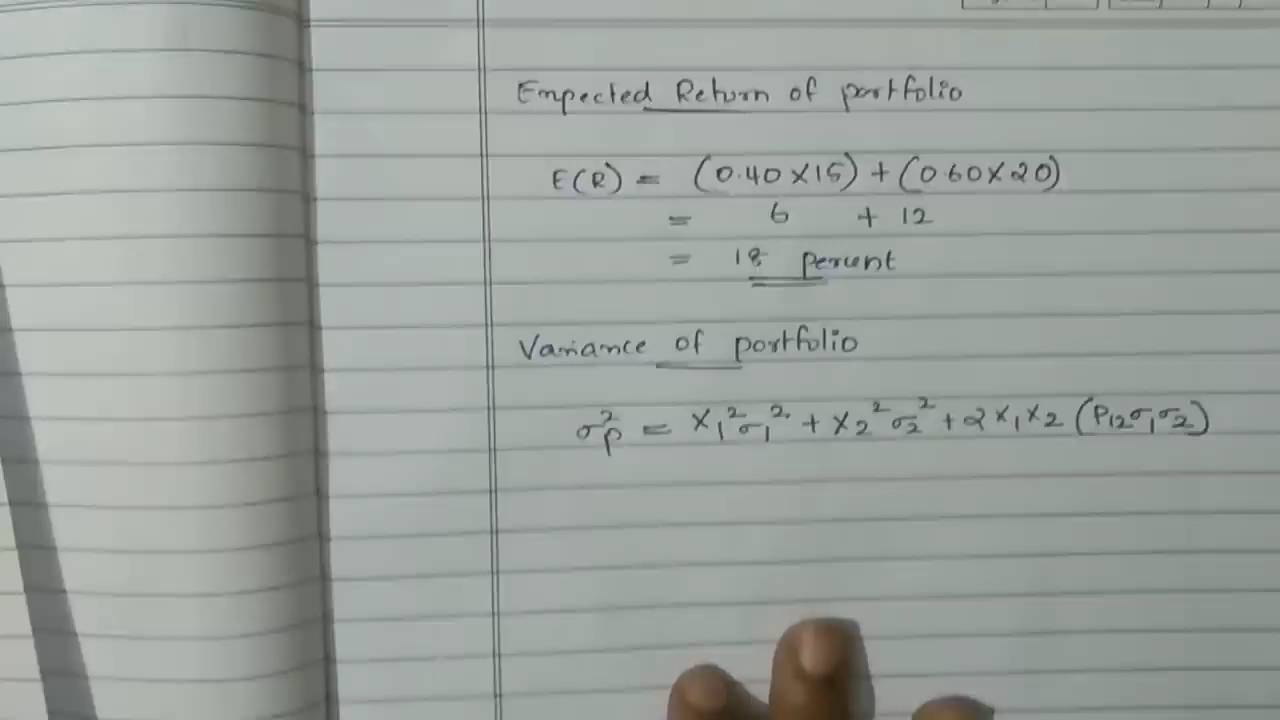 Expected Return of portfolio
E(R) = (0.40 × 15) + (0.60 × 20)
= 6 + 12
= 18 percent
Variance of portfolio
σ²p = X₁²σ₁² + X₂²σ₂² + 2X₁X₂ (P₁₂σ₁σ₂)